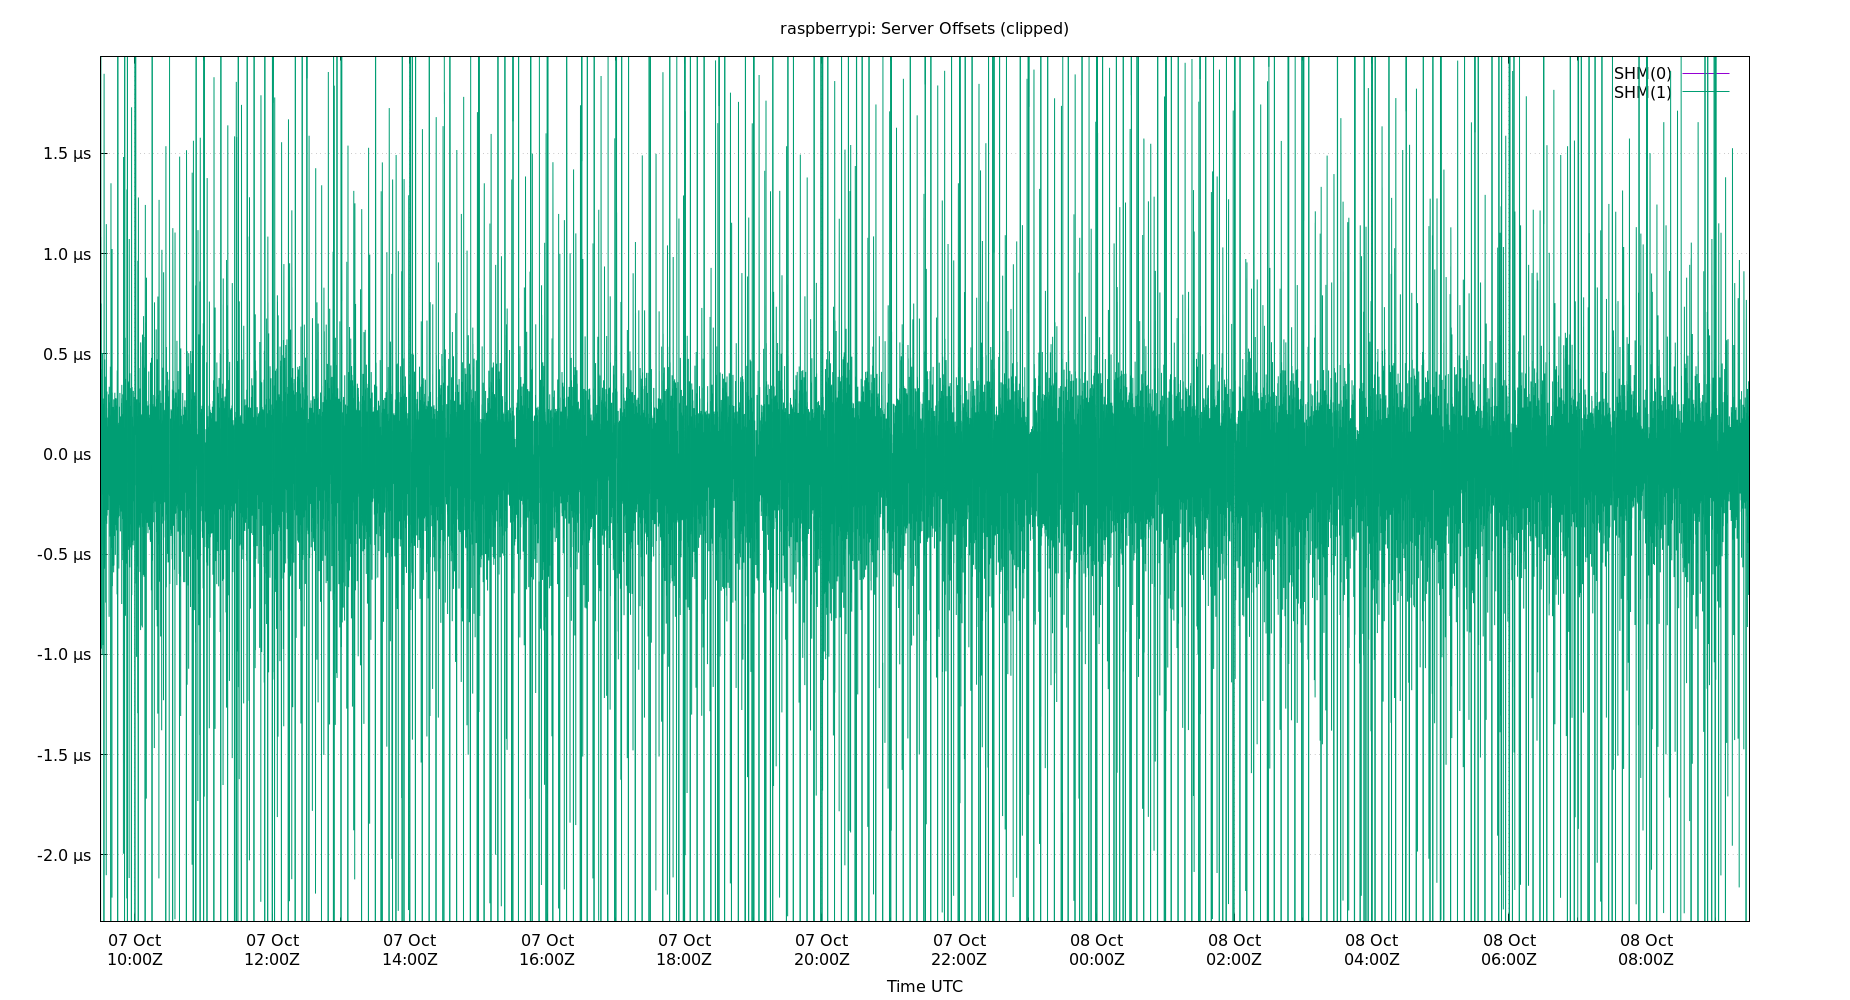 raspberrypi: Server Offsets (clipped)
SHM(0)
SHM(1)
1.5 µs
1.0 µs
0.5 µs
0.0 µs
-0.5 µs
-1.0 µs
-1.5 µs
-2.0 µs
07 Oct 07 Oct 07 Oct 07 Oct 07 Oct 07 Oct 07 Oct 08 Oct 08 Oct 08 Oct 08 Oct 08 Oct
10:00Z 12:00Z 14:00Z 16:00Z 18:00Z 20:00Z 22:00Z 00:00Z 02:00Z 04:00Z 06:00Z 08:00Z
Time UTC